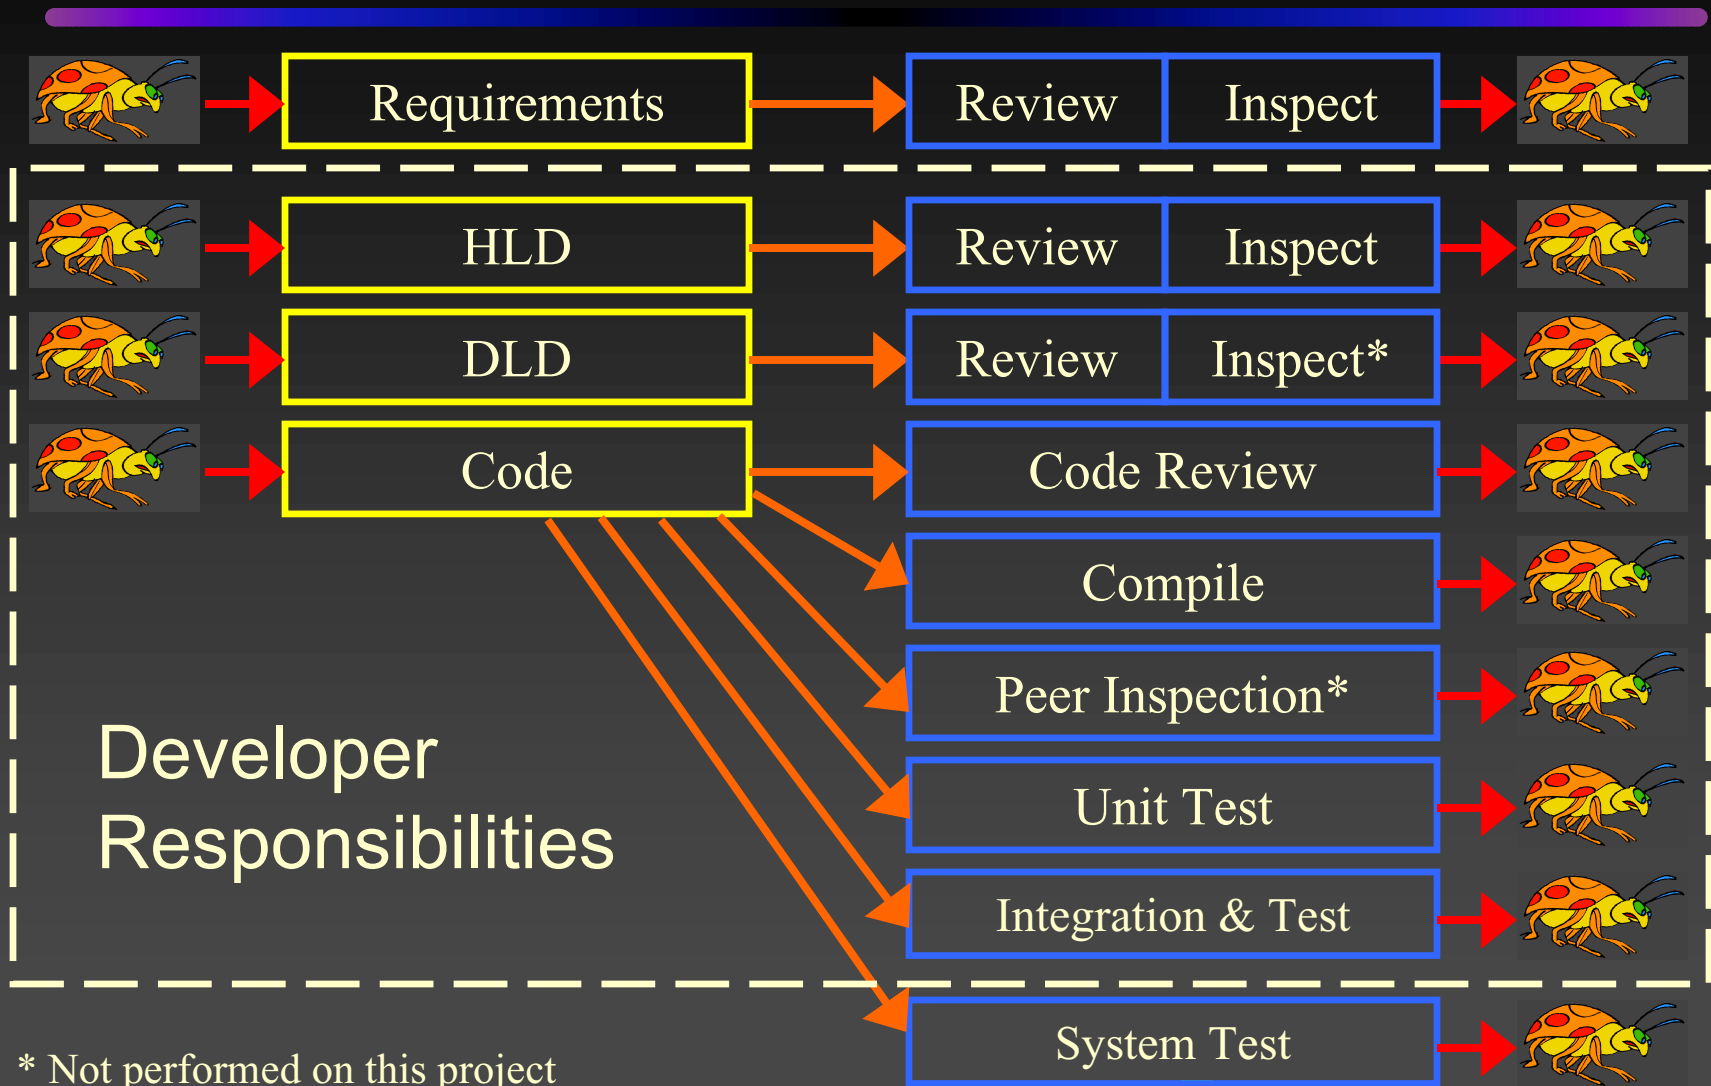 Requirements
Review
Inspect
HLD
Review
Inspect
DLD
Review
Inspect*
Code
Code Review
Compile
Peer Inspection*
Developer
Responsibilities
Unit Test
Integration & Test
System Test
* Not performed on this project